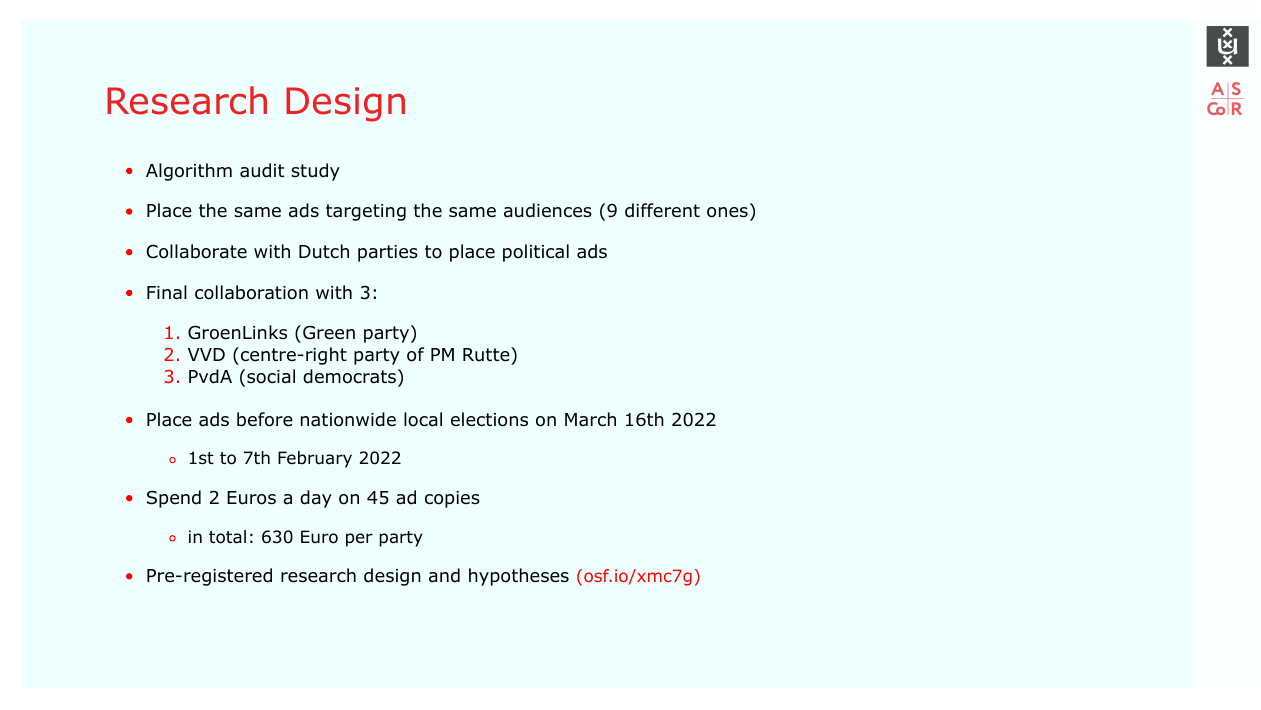 Research Design
Algorithm audit study
Place the same ads targeting the same audiences (9 different ones)
Collaborate with Dutch parties to place political ads
Final collaboration with 3:
1. GroenLinks (Green party)
2. VVD (centre-right party of PM Rutte)
3. PvdA (social democrats)
Place ads before nationwide local elections on March 16th 2022
1st to 7th February 2022
Spend 2 Euros a day on 45 ad copies
in total: 630 Euro per party
Pre-registered research design and hypotheses (osf.io/xmc7g)
A S
Co R